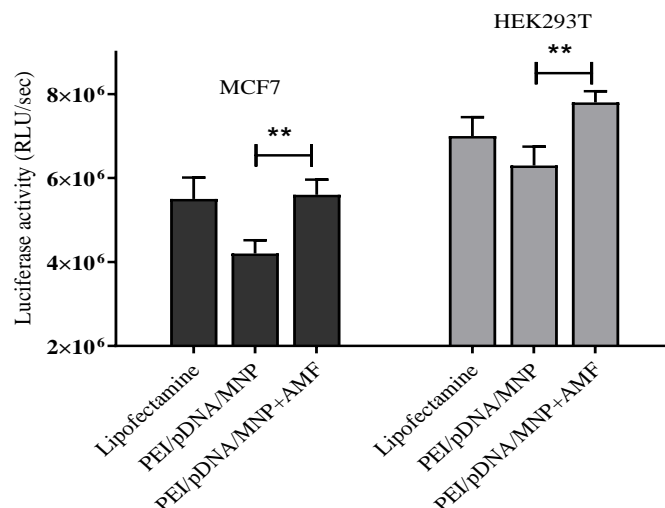 HEK293T
**
MCF7
**
Luciferase activity (RLU/sec)
8×10⁶
6×10⁶
4×10⁶
2×10⁶
Lipofectamine
PEI/pDNA/MNP
PEI/pDNA/MNP+AMF
Lipofectamine
PEI/pDNA/MNP
PEI/pDNA/MNP+AMF